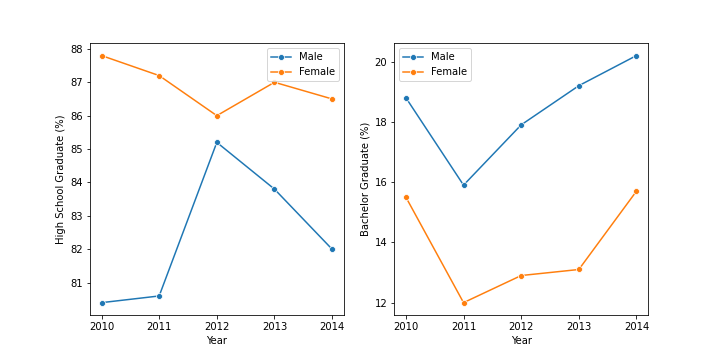 Male
Female
88
87
86
85
84
83
82
81
High School Graduate (%)
2010 2011 2012 2013 2014
Year
Male
Female
20
18
16
14
12
Bachelor Graduate (%)
2010 2011 2012 2013 2014
Year